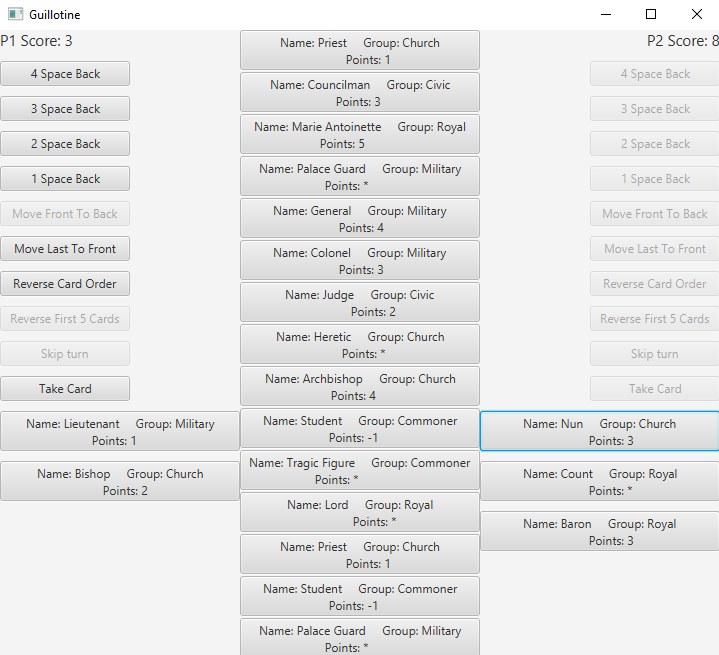 Guillotine
P1 Score: 3
4 Space Back
3 Space Back
2 Space Back
1 Space Back
Move Front To Back
Move Last To Front
Reverse Card Order
Reverse First 5 Cards
Skip turn
Take Card
Name: Lieutenant Group: Military
Points: 1
Name: Bishop Group: Church
Points: 2
Name: Priest Group: Church
Points: 1
Name: Councilman Group: Civic
Points: 3
Name: Marie Antoinette Group: Royal
Points: 5
Name: Palace Guard Group: Military
Points: *
Name: General Group: Military
Points: 4
Name: Colonel Group: Military
Points: 3
Name: Judge Group: Civic
Points: 2
Name: Heretic Group: Church
Points: *
Name: Archbishop Group: Church
Points: 4
Name: Student Group: Commoner
Points: -1
Name: Tragic Figure Group: Commoner
Points: *
Name: Lord Group: Royal
Points: *
Name: Priest Group: Church
Points: 1
Name: Student Group: Commoner
Points: -1
Name: Palace Guard Group: Military
Points: *
P2 Score: 8
4 Space Back
3 Space Back
2 Space Back
1 Space Back
Move Front To Back
Move Last To Front
Reverse Card Order
Reverse First 5 Cards
Skip turn
Take Card
Name: Nun Group: Church
Points: 3
Name: Count Group: Royal
Points: *
Name: Baron Group: Royal
Points: 3